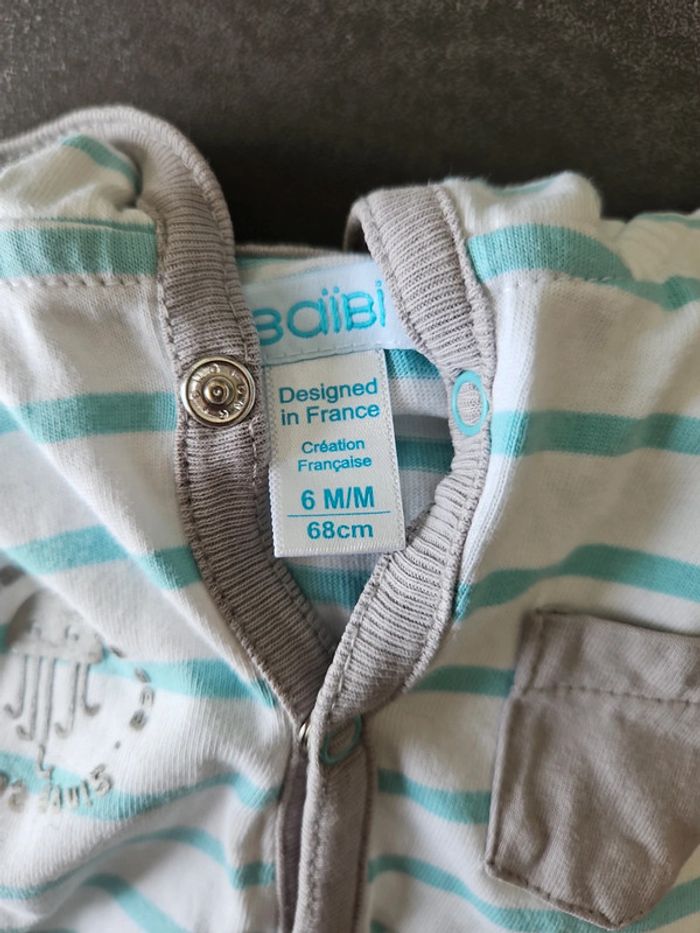 BaïBi
Designed
in France
Création
Française
6 M/M
68cm